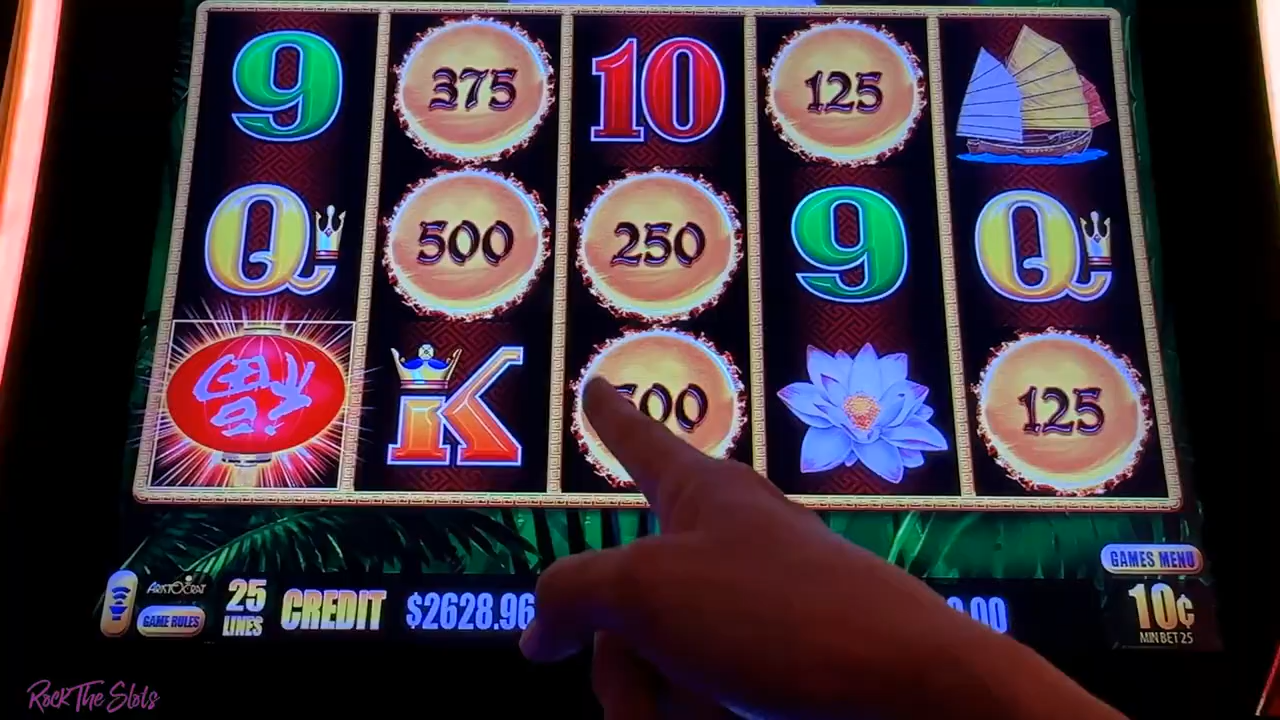 9 375 10 125
Q 500 250 9 Q
K 125
GAMES MENU
ARISTOCRAT
GAME RULES
25 LINES
CREDIT $2628.96
10¢
MIN BET 25
Rock The Slots